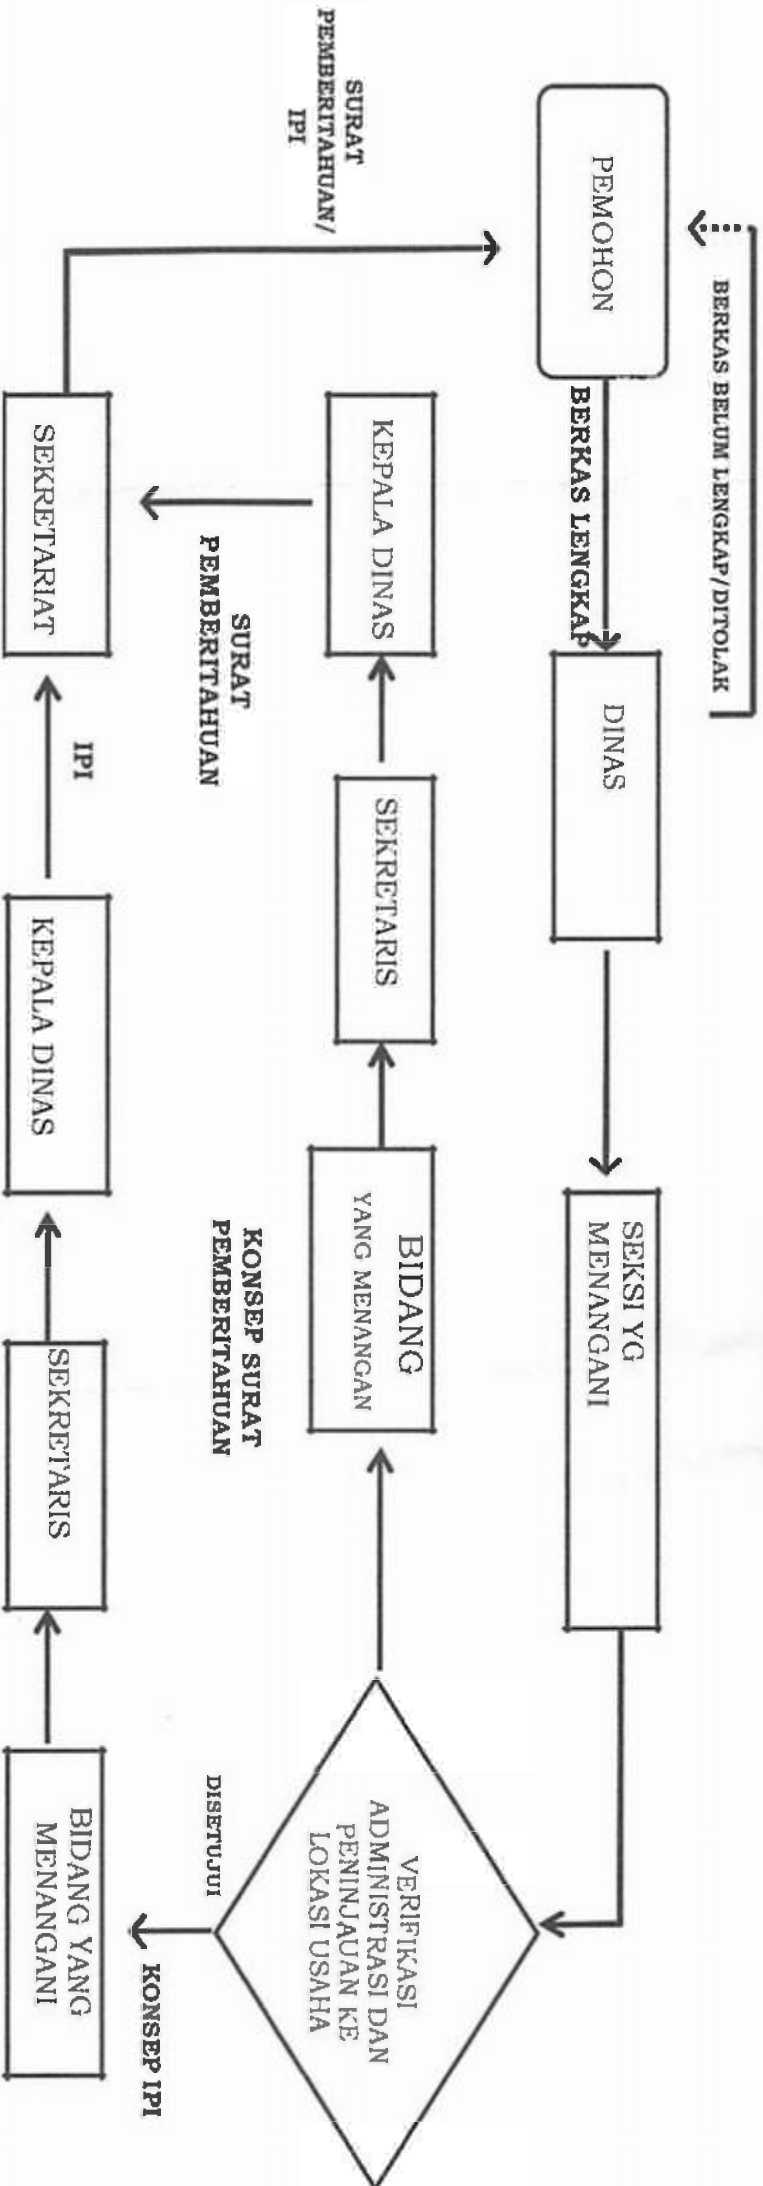 BERKAS BELUM LENGKAP/DITOLAK
PEMOHON
BERKAS LENGKAP
DINAS
SEKSI YG
MENANGANI
SURAT
PEMBERITAHUAN/
IPI
KEPALA DINAS
SEKRETARIS
BIDANG
YANG MENANGAN
VERIFIKASI
ADMINISTRASI DAN
PENINJAUAN KE
LOKASI USAHA
SURAT
PEMBERITAHUAN
KONSEP SURAT
PEMBERITAHUAN
DISETUJUI
KONSEP IPI
SEKRETARIAT
IPI
KEPALA DINAS
SEKRETARIS
BIDANG YANG
MENANGANI